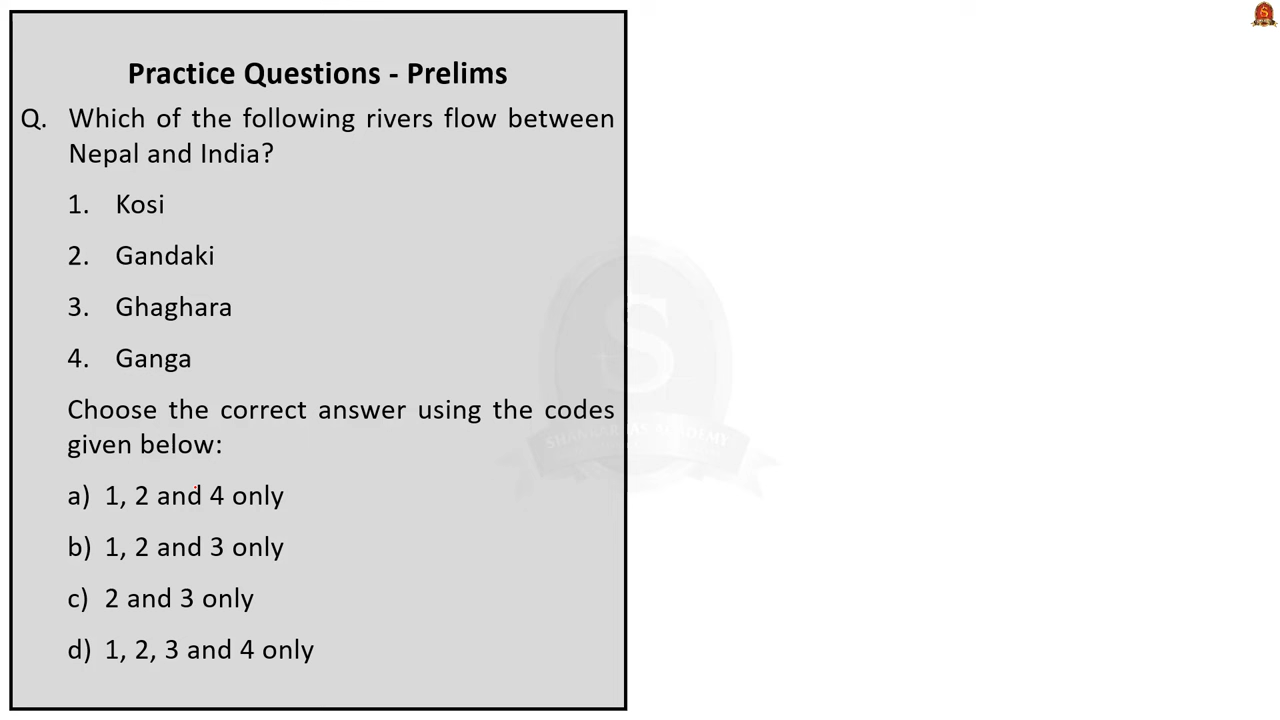 Practice Questions - Prelims
Q. Which of the following rivers flow between
Nepal and India?
1. Kosi
2. Gandaki
3. Ghaghara
4. Ganga
Choose the correct answer using the codes
given below:
a) 1, 2 and 4 only
b) 1, 2 and 3 only
c) 2 and 3 only
d) 1, 2, 3 and 4 only